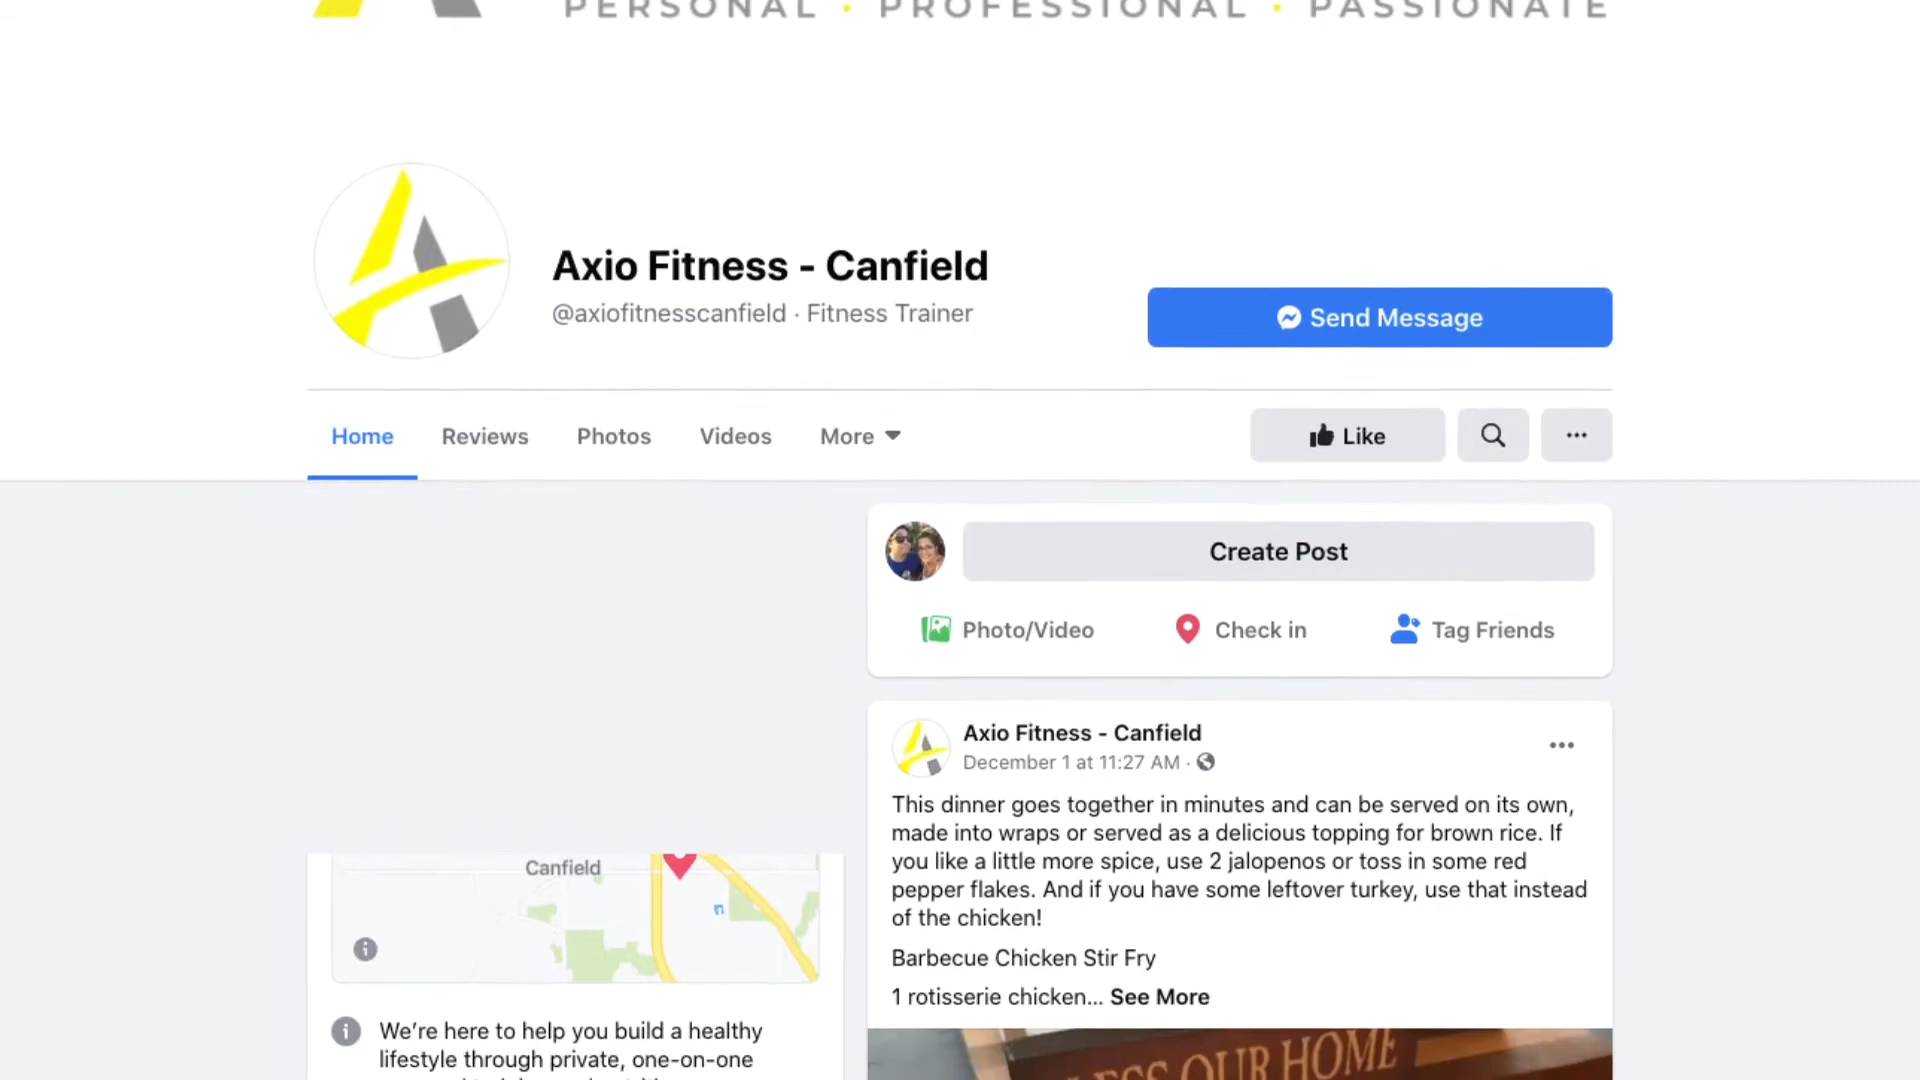 PERSONAL · PROFESSIONAL · PASSIONATE
Axio Fitness - Canfield
@axiofitnesscanfield · Fitness Trainer
Send Message
Home
Reviews
Photos
Videos
More
Like
Create Post
Photo/Video
Check in
Tag Friends
Axio Fitness - Canfield
December 1 at 11:27 AM ·
This dinner goes together in minutes and can be served on its own,
made into wraps or served as a delicious topping for brown rice. If
you like a little more spice, use 2 jalopenos or toss in some red
pepper flakes. And if you have some leftover turkey, use that instead
of the chicken!
Barbecue Chicken Stir Fry
1 rotisserie chicken... See More
OUR HOME
Canfield
We're here to help you build a healthy
lifestyle through private, one-on-one